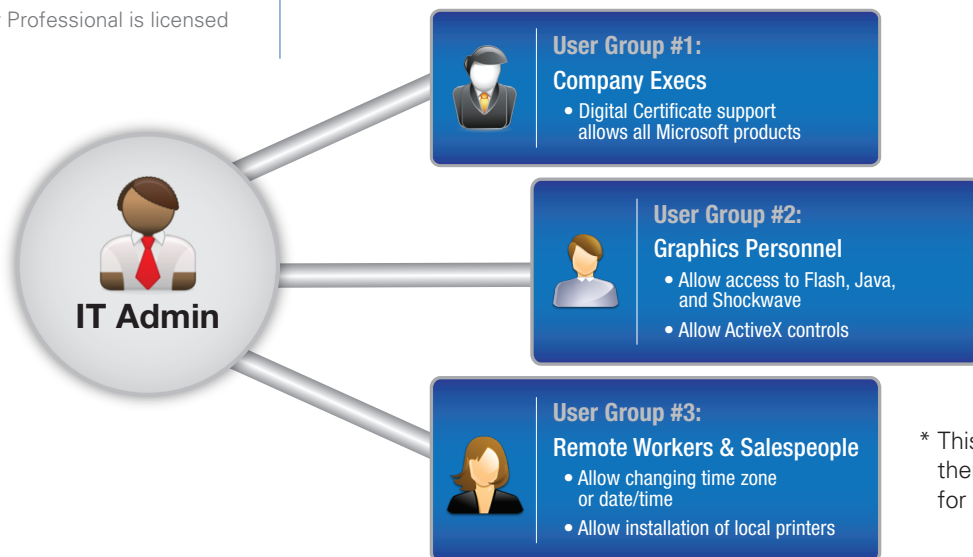 Professional is licensed
IT Admin
User Group #1:
Company Execs
• Digital Certificate support
allows all Microsoft products
User Group #2:
Graphics Personnel
• Allow access to Flash, Java,
and Shockwave
• Allow ActiveX controls
User Group #3:
Remote Workers & Salespeople
• Allow changing time zone
or date/time
• Allow installation of local printers
* This
the
for